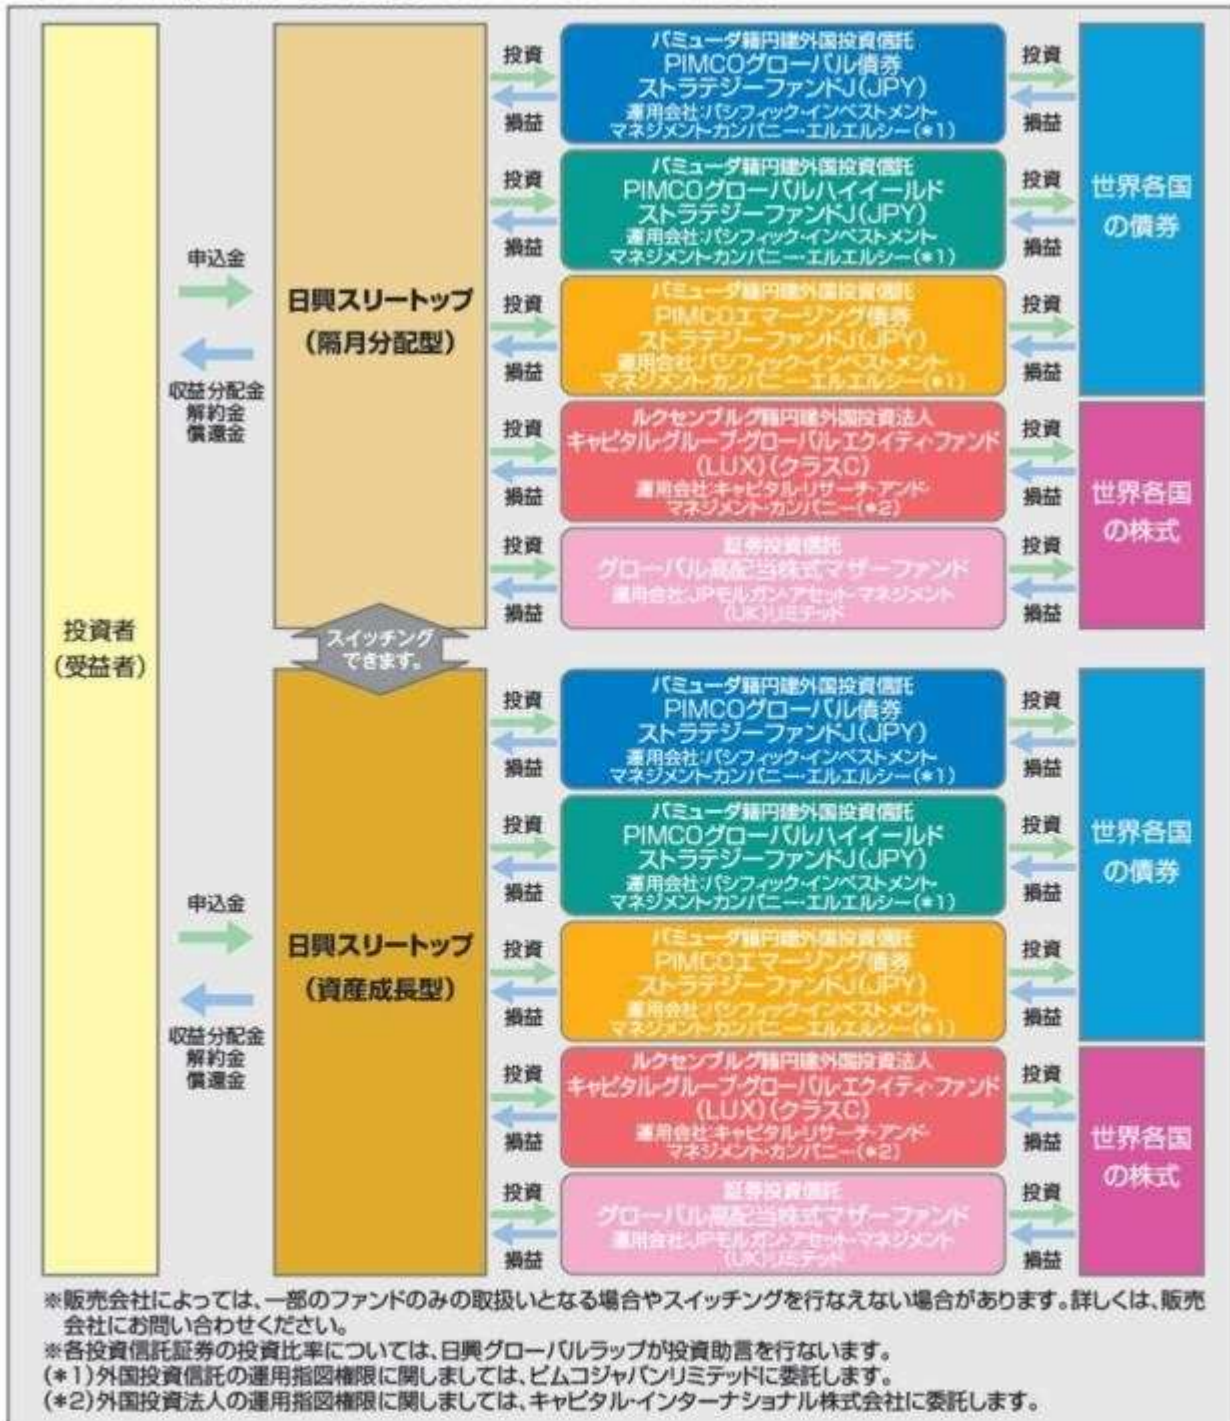 投資者
(受益者)
申込金
収益分配金
解約金
償還金
日興スリートップ
(隔月分配型)
投資
損益
バミューダ籍円建外国投資信託
PIMCOグローバル債券
ストラテジーファンドJ(JPY)
運用会社:パシフィック・インベストメント・
マネジメント・カンパニー・エルエルシー(*1)
投資
損益
投資
損益
バミューダ籍円建外国投資信託
PIMCOグローバルハイイールド
ストラテジーファンドJ(JPY)
運用会社:パシフィック・インベストメント・
マネジメント・カンパニー・エルエルシー(*1)
投資
損益
投資
損益
バミューダ籍円建外国投資信託
PIMCOエマージング債券
ストラテジーファンドJ(JPY)
運用会社:パシフィック・インベストメント・
マネジメント・カンパニー・エルエルシー(*1)
投資
損益
世界各国
の債券
投資
損益
ルクセンブルグ籍円建外国投資法人
キャピタル・グループ・グローバル・エクイティ・ファンド
(LUX)(クラスC)
運用会社:キャピタル・リサーチ・アンド・
マネジメント・カンパニー(*2)
投資
損益
投資
損益
証券投資信託
グローバル高配当株式マザーファンド
運用会社:JPモルガン・アセット・マネジメント
(UK)リミテッド
投資
損益
世界各国
の株式
スイッチング
できます。
申込金
収益分配金
解約金
償還金
日興スリートップ
(資産成長型)
投資
損益
バミューダ籍円建外国投資信託
PIMCOグローバル債券
ストラテジーファンドJ(JPY)
運用会社:パシフィック・インベストメント・
マネジメント・カンパニー・エルエルシー(*1)
投資
損益
投資
損益
バミューダ籍円建外国投資信託
PIMCOグローバルハイイールド
ストラテジーファンドJ(JPY)
運用会社:パシフィック・インベストメント・
マネジメント・カンパニー・エルエルシー(*1)
投資
損益
投資
損益
バミューダ籍円建外国投資信託
PIMCOエマージング債券
ストラテジーファンドJ(JPY)
運用会社:パシフィック・インベストメント・
マネジメント・カンパニー・エルエルシー(*1)
投資
損益
世界各国
の債券
投資
損益
ルクセンブルグ籍円建外国投資法人
キャピタル・グループ・グローバル・エクイティ・ファンド
(LUX)(クラスC)
運用会社:キャピタル・リサーチ・アンド・
マネジメント・カンパニー(*2)
投資
損益
投資
損益
証券投資信託
グローバル高配当株式マザーファンド
運用会社:JPモルガン・アセット・マネジメント
(UK)リミテッド
投資
損益
世界各国
の株式
※販売会社によっては、一部のファンドのみの取扱いとなる場合やスイッチングを行なえない場合があります。詳しくは、販売
会社にお問い合わせください。
※各投資信託証券の投資比率については、日興グローバルラップが投資助言を行ないます。
(*1)外国投資信託の運用指図権限に関しましては、ピムコジャパンリミテッドに委託します。
(*2)外国投資法人の運用指図権限に関しましては、キャピタル・インターナショナル株式会社に委託します。